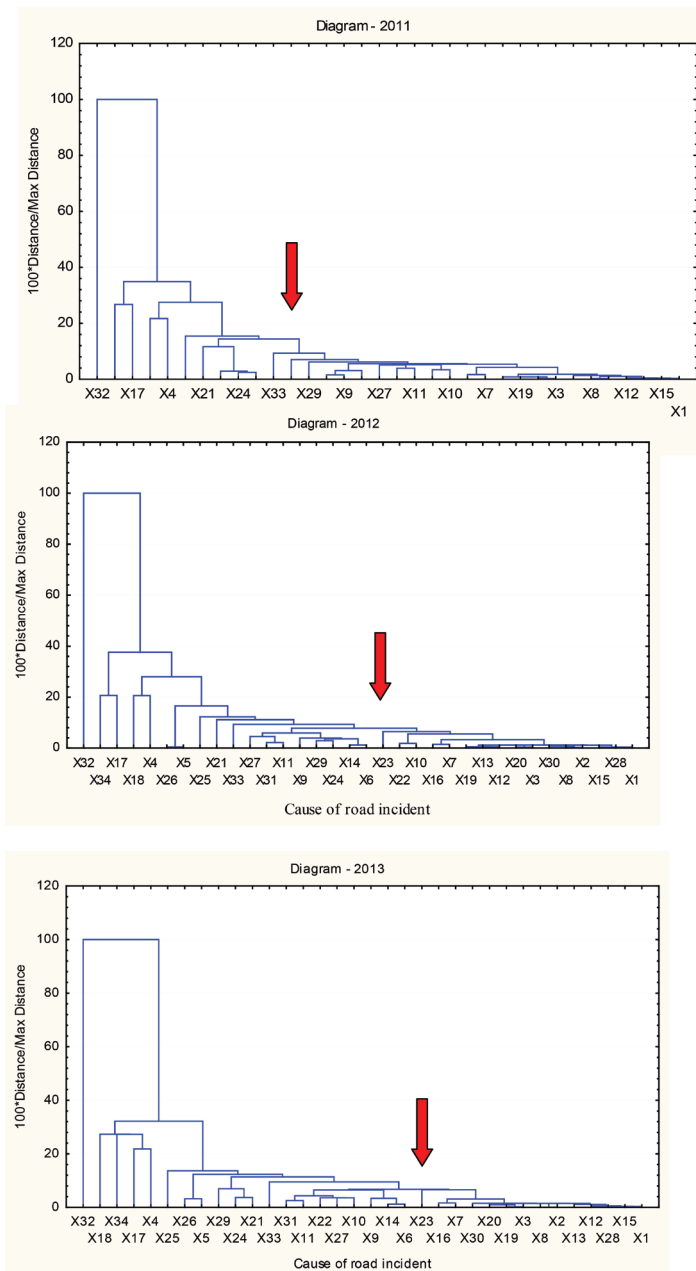 Diagram - 2011
120
100
80
60
40
20
0
100*Distance/Max Distance
X32 X17 X4 X21 X24 X33 X29 X9 X27 X11 X10 X7 X19 X3 X8 X12 X15
X1
Diagram - 2012
120
100
80
60
40
20
0
100*Distance/Max Distance
X32 X17 X4 X5 X21 X27 X11 X29 X14 X23 X10 X7 X13 X20 X30 X2 X28
X34 X18 X26 X25 X33 X31 X9 X24 X6 X22 X16 X19 X12 X3 X8 X15 X1
Cause of road incident
Diagram - 2013
120
100
80
60
40
20
0
100*Distance/Max Distance
X32 X34 X4 X26 X29 X21 X31 X22 X10 X14 X23 X7 X20 X3 X2 X12 X15
X18 X17 X25 X5 X24 X33 X11 X27 X9 X6 X16 X30 X19 X8 X13 X28 X1
Cause of road incident